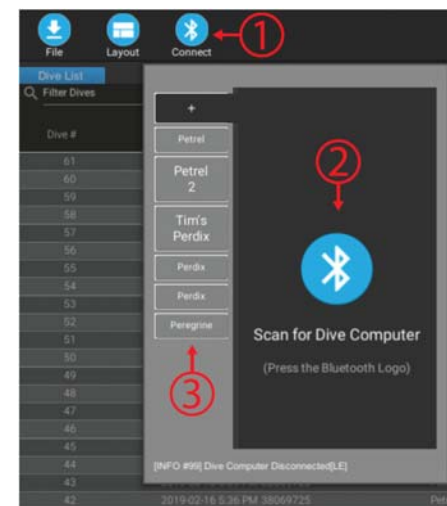 File Layout Connect
1
Dive List
Filter Dives
Dive #
+
Petrel
Petrel
2
Tim's
Perdix
Perdix
Perdix
Peregrine
2
Scan for Dive Computer
(Press the Bluetooth Logo)
3
61
60
59
58
57
56
55
54
53
52
51
50
49
48
47
46
45
44
43
42
[INFO #99] Dive Computer Disconnected[LE]
2019-02-16 5:36 PM 38069725 Pet